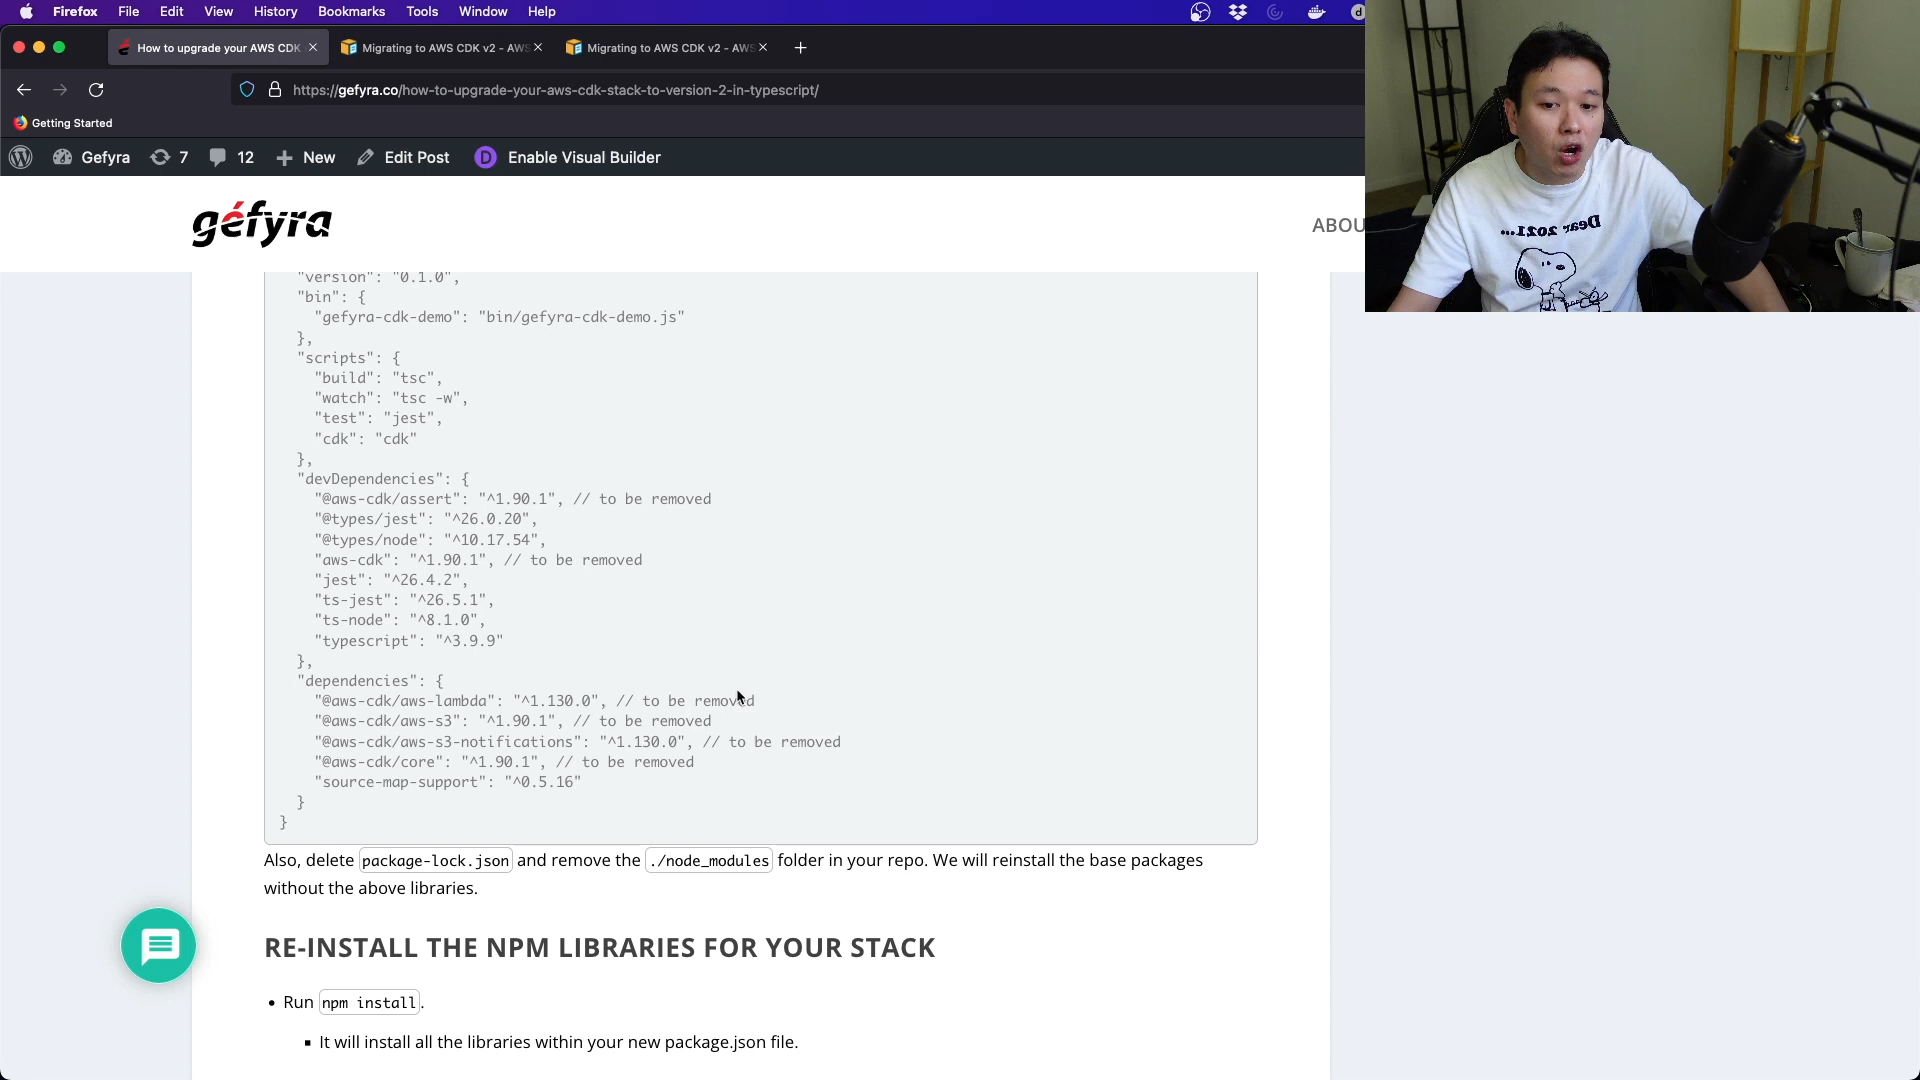 Firefox File Edit View History Bookmarks Tools Window Help
How to upgrade your AWS CDK
Migrating to AWS CDK v2 - AWS
Migrating to AWS CDK v2 - AWS
https://gefyra.co/how-to-upgrade-your-aws-cdk-stack-to-version-2-in-typescript/
Getting Started
Gefyra 7 12 New Edit Post D Enable Visual Builder
géfyra
ABOU
Dear 2021...
"version": "0.1.0",
"bin": {
"gefyra-cdk-demo": "bin/gefyra-cdk-demo.js"
},
"scripts": {
"build": "tsc",
"watch": "tsc -w",
"test": "jest",
"cdk": "cdk"
},
"devDependencies": {
"@aws-cdk/assert": "^1.90.1", // to be removed
"@types/jest": "^26.0.20",
"@types/node": "^10.17.54",
"aws-cdk": "^1.90.1", // to be removed
"jest": "^26.4.2",
"ts-jest": "^26.5.1",
"ts-node": "^8.1.0",
"typescript": "^3.9.9"
},
"dependencies": {
"@aws-cdk/aws-lambda": "^1.130.0", // to be removed
"@aws-cdk/aws-s3": "^1.90.1", // to be removed
"@aws-cdk/aws-s3-notifications": "^1.130.0", // to be removed
"@aws-cdk/core": "^1.90.1", // to be removed
"source-map-support": "^0.5.16"
}
}
Also, delete package-lock.json and remove the ./node_modules folder in your repo. We will reinstall the base packages
without the above libraries.
RE-INSTALL THE NPM LIBRARIES FOR YOUR STACK
• Run npm install.
▪ It will install all the libraries within your new package.json file.